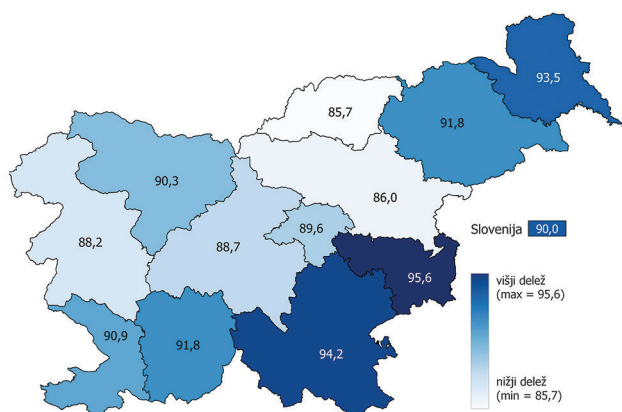 93,5
85,7
91,8
90,3
86,0
88,2
88,7
89,6
Slovenija 90,0
95,6
višji delež
(max = 95,6)
90,9
91,8
94,2
nižji delež
(min = 85,7)